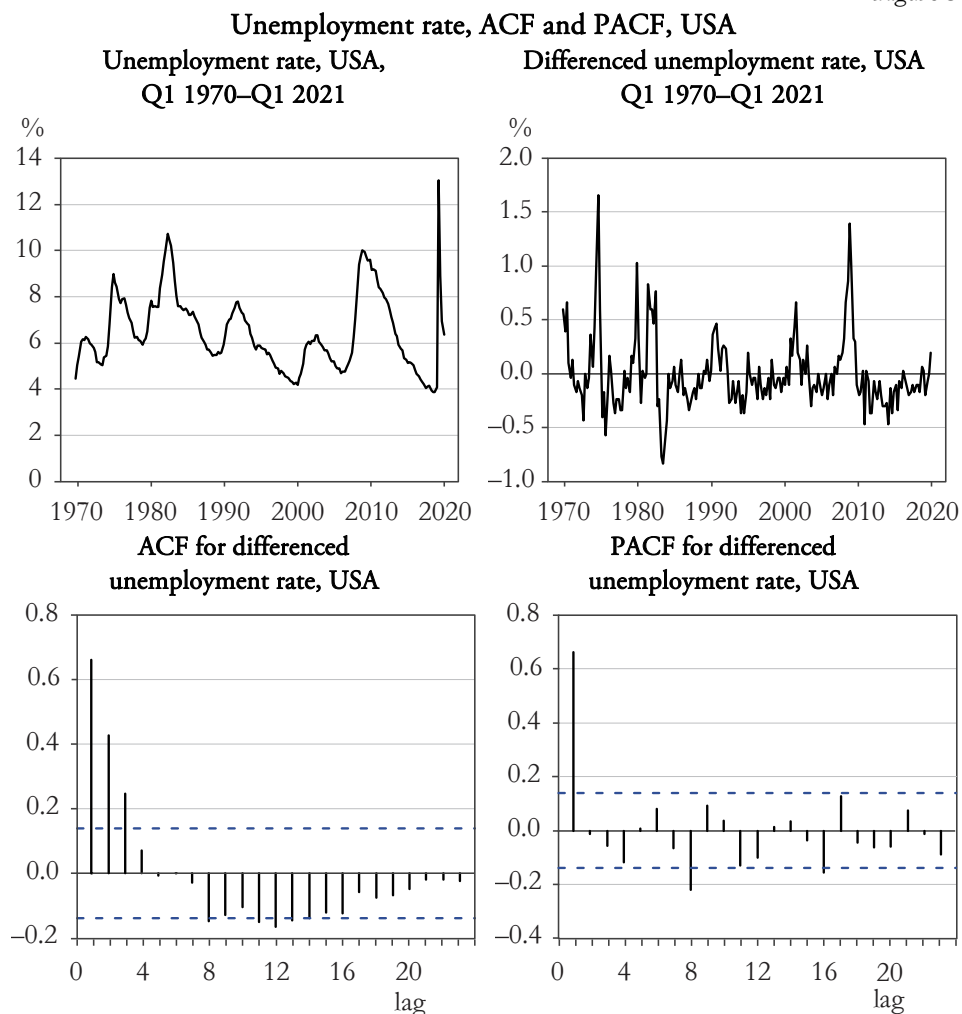 Unemployment rate, ACF and PACF, USA
Unemployment rate, USA,
Q1 1970–Q1 2021
%
14
12
10
8
6
4
2
0
1970 1980 1990 2000 2010 2020
Differenced unemployment rate, USA
Q1 1970–Q1 2021
%
2.0
1.5
1.0
0.5
0.0
–0.5
–1.0
1970 1980 1990 2000 2010 2020
ACF for differenced
unemployment rate, USA
0.8
0.6
0.4
0.2
0.0
–0.2
0 4 8 12 16 20
lag
PACF for differenced
unemployment rate, USA
0.8
0.6
0.4
0.2
0.0
–0.2
–0.4
0 4 8 12 16 20
lag